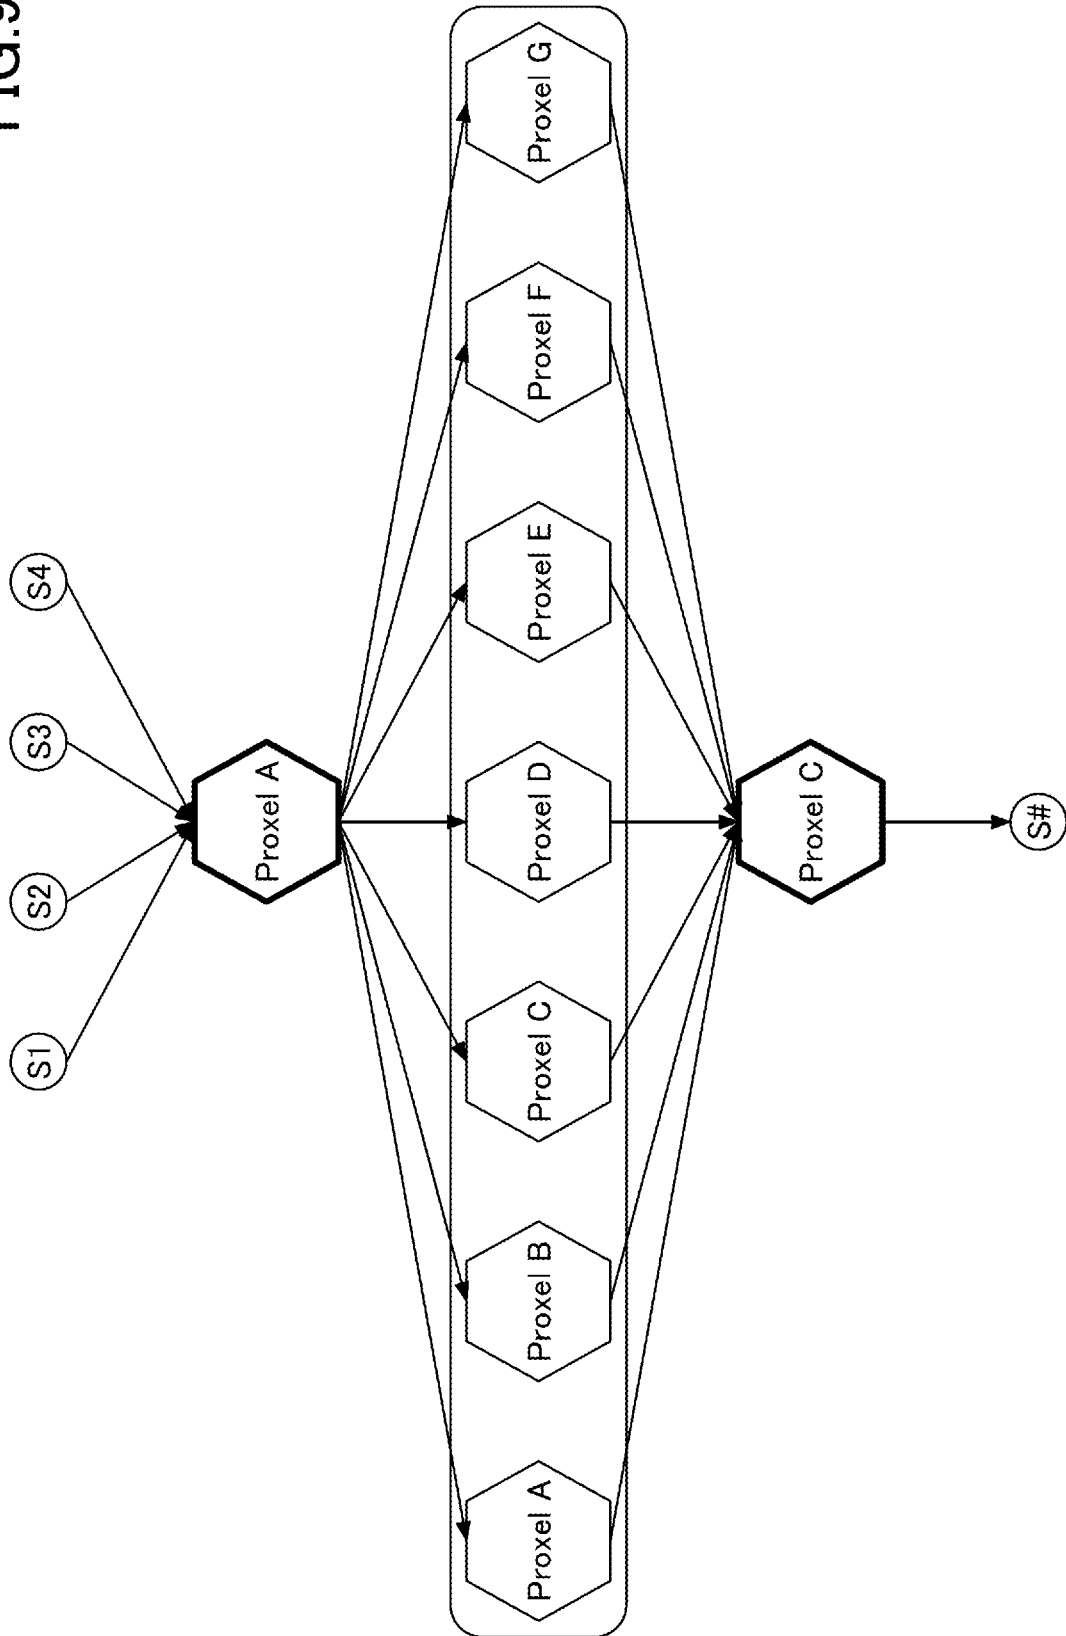 FIG.9
S1
S2
S3
S4
Proxel A
Proxel A
Proxel B
Proxel C
Proxel D
Proxel E
Proxel F
Proxel G
Proxel C
S#